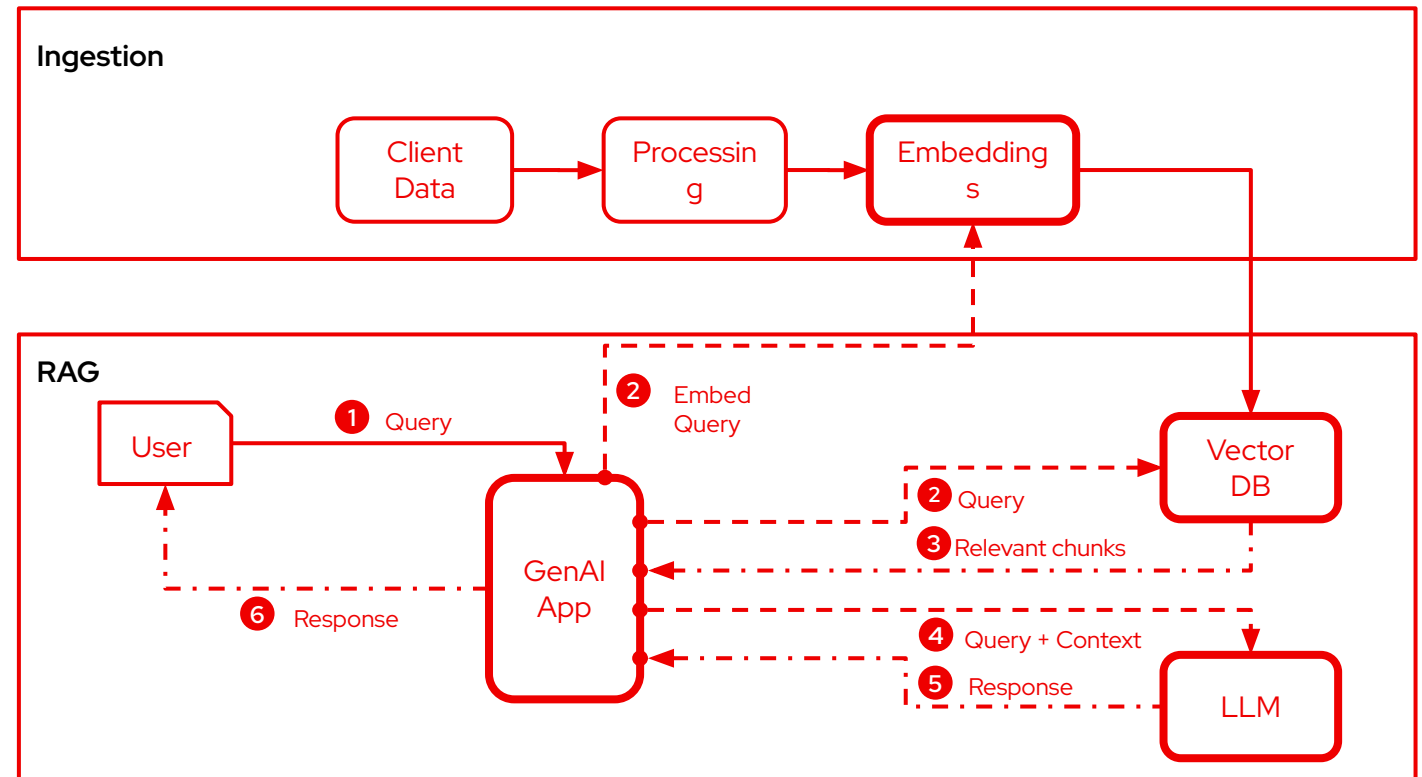 Ingestion
Client
Data
Processin
g
Embedding
s
RAG
User
1 Query
2 Embed
Query
Vector
DB
2 Query
3 Relevant chunks
GenAI
App
6 Response
4 Query + Context
5 Response
LLM